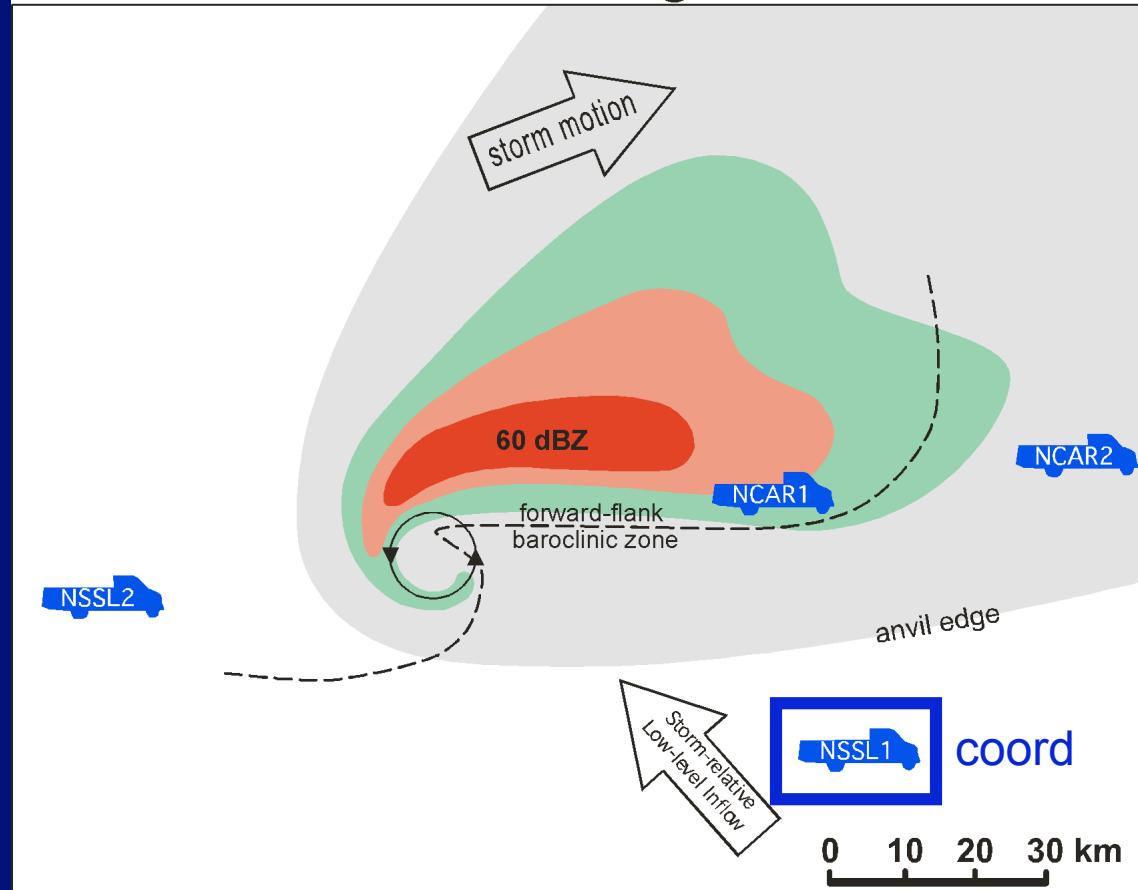 storm motion
60 dBZ
NCAR2
NCAR1
forward-flank
baroclinic zone
NSSL2
anvil edge
Storm-relative
Low-level Inflow
NSSL1
coord
0 10 20 30 km